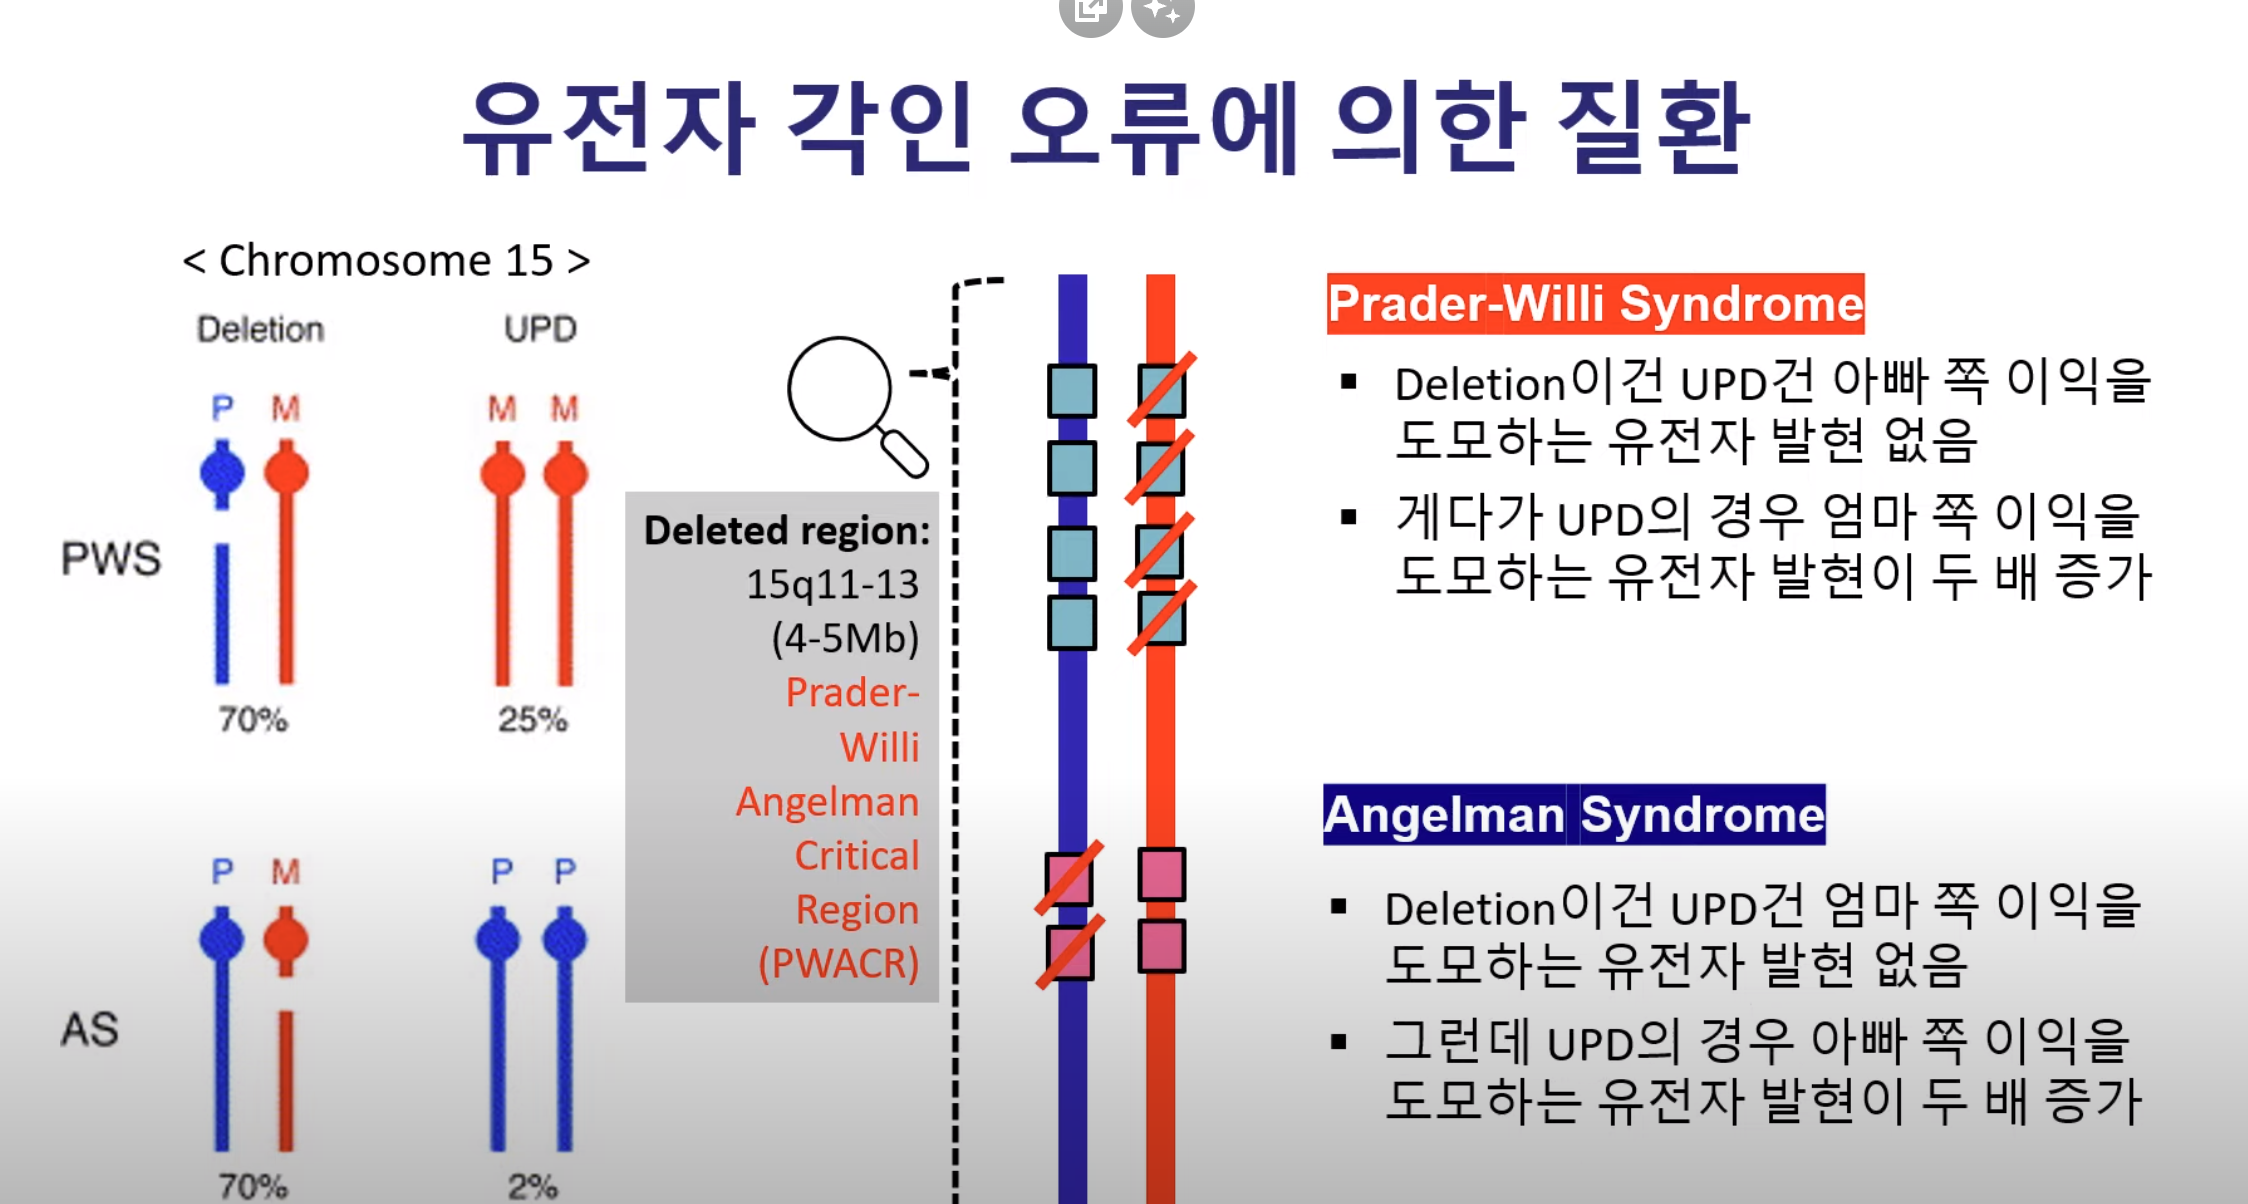 유전자 각인 오류에 의한 질환
< Chromosome 15 >
Deletion
UPD
P M
M M
PWS
70%
25%
P M
P P
AS
70%
2%
Deleted region:
15q11-13
(4-5Mb)
Prader-
Willi
Angelman
Critical
Region
(PWACR)
Prader-Willi Syndrome
▪ Deletion이건 UPD건 아빠 쪽 이익을
도모하는 유전자 발현 없음
▪ 게다가 UPD의 경우 엄마 쪽 이익을
도모하는 유전자 발현이 두 배 증가
Angelman Syndrome
▪ Deletion이건 UPD건 엄마 쪽 이익을
도모하는 유전자 발현 없음
▪ 그런데 UPD의 경우 아빠 쪽 이익을
도모하는 유전자 발현이 두 배 증가